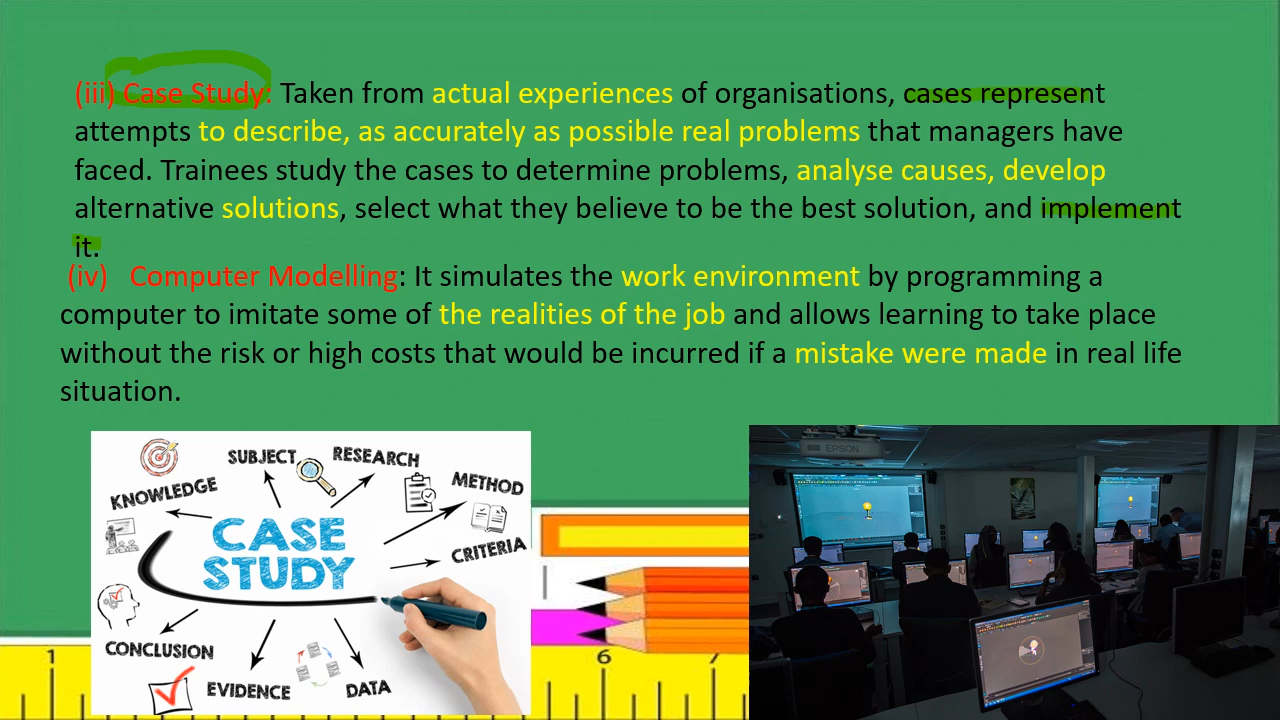 (iii) Case Study: Taken from actual experiences of organisations, cases represent
attempts to describe, as accurately as possible real problems that managers have
faced. Trainees study the cases to determine problems, analyse causes, develop
alternative solutions, select what they believe to be the best solution, and implement
it.
(iv) Computer Modelling: It simulates the work environment by programming a
computer to imitate some of the realities of the job and allows learning to take place
without the risk or high costs that would be incurred if a mistake were made in real life
situation.
SUBJECT
RESEARCH
KNOWLEDGE
METHOD
CASE
STUDY
CRITERIA
CONCLUSION
EVIDENCE
DATA
EPSON
1
6
7